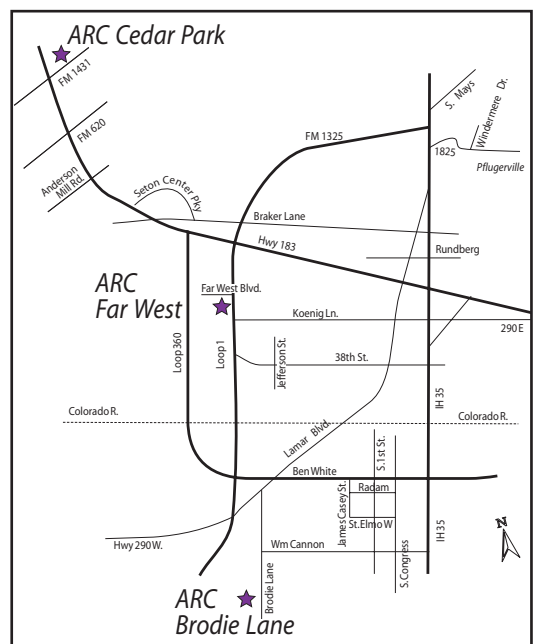 ARC Cedar Park
FM 1431
FM 620
Anderson
Mill Rd.
Seton Center Pky
FM 1325
S. Mays
Windermere Dr.
1825
Pflugerville
Braker Lane
Hwy 183
Rundberg
ARC
Far West
Far West Blvd.
Koenig Ln.
290 E
Loop 360
Loop 1
Jefferson St.
38th St.
IH 35
Colorado R.
Colorado R.
Lamar Blvd.
S.1st St.
Ben White
James Casey St.
Radam
St.Elmo W
Hwy 290 W.
Wm Cannon
S.Congress
IH 35
N
Brodie Lane
ARC
Brodie Lane